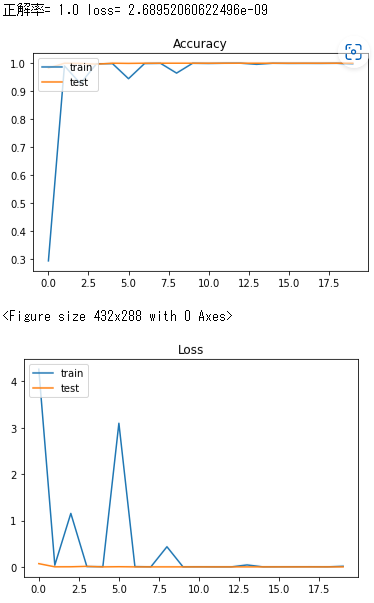 正解率= 1.0 loss= 2.68952060622496e-09
Accuracy
1.0
0.9
0.8
0.7
0.6
0.5
0.4
0.3
train
test
0.0 2.5 5.0 7.5 10.0 12.5 15.0 17.5
<Figure size 432x288 with 0 Axes>
Loss
4
3
2
1
0
train
test
0.0 2.5 5.0 7.5 10.0 12.5 15.0 17.5